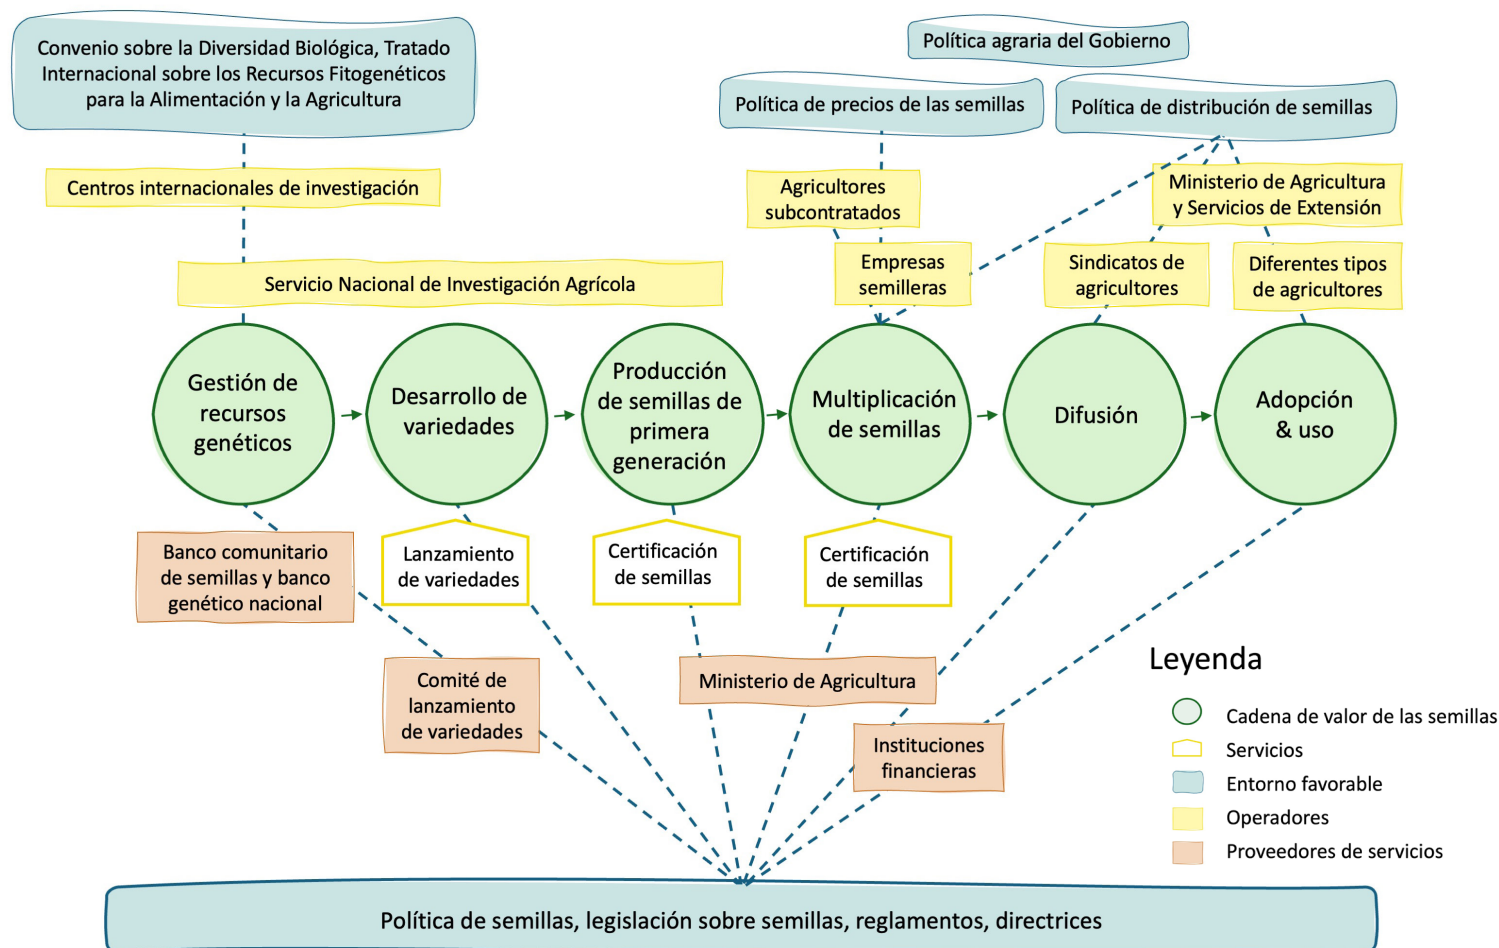 Convenio sobre la Diversidad Biológica, Tratado
Internacional sobre los Recursos Fitogenéticos
para la Alimentación y la Agricultura
Política agraria del Gobierno
Política de precios de las semillas
Política de distribución de semillas
Centros internacionales de investigación
Agricultores
subcontratados
Ministerio de Agricultura
y Servicios de Extensión
Servicio Nacional de Investigación Agrícola
Empresas
semilleras
Sindicatos de
agricultores
Diferentes tipos
de agricultores
Gestión de
recursos
genéticos
Desarrollo de
variedades
Producción
de semillas de
primera
generación
Multiplicación
de semillas
Difusión
Adopción
& uso
Banco comunitario
de semillas y banco
genético nacional
Lanzamiento
de variedades
Certificación
de semillas
Certificación
de semillas
Comité de
lanzamiento
de variedades
Ministerio de Agricultura
Instituciones
financieras
Leyenda
Cadena de valor de las semillas
Servicios
Entorno favorable
Operadores
Proveedores de servicios
Política de semillas, legislación sobre semillas, reglamentos, directrices